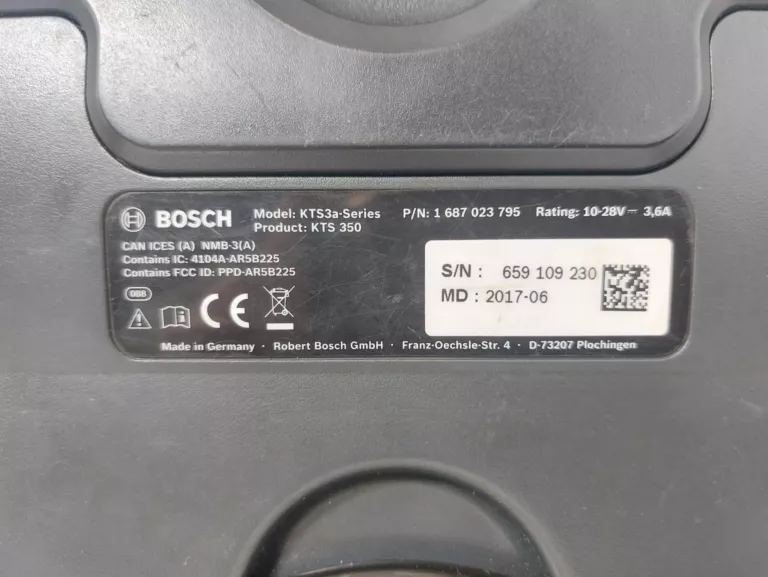 BOSCH Model: KTS3a-Series P/N: 1 687 023 795 Rating: 10-28V⎓ 3,6A
Product: KTS 350
CAN ICES (A) NMB-3(A)
Contains IC: 4104A-AR5B225
Contains FCC ID: PPD-AR5B225
088
CE
S/N : 659 109 230
MD : 2017-06
Made in Germany · Robert Bosch GmbH · Franz-Oechsle-Str. 4 · D-73207 Plochingen